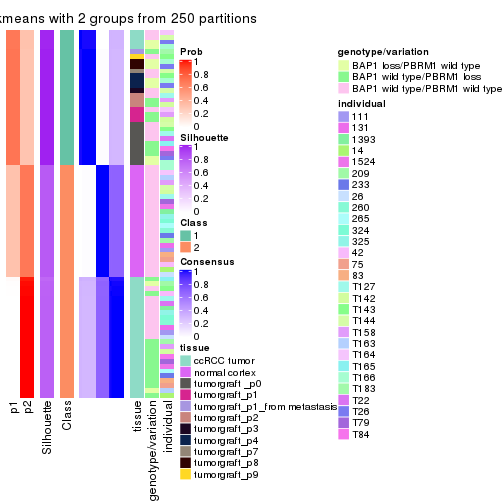 kmeans with 2 groups from 250 partitions
Prob
1
0.8
0.6
0.4
0.2
0
Silhouette
1
0.8
0.6
0.4
0.2
0
Class
1
2
Consensus
1
0.8
0.6
0.4
0.2
0
tissue
ccRCC tumor
normal cortex
tumorgraft_p0
tumorgraft_p1
tumorgraft_p1_from metastasis
tumorgraft_p2
tumorgraft_p3
tumorgraft_p4
tumorgraft_p7
tumorgraft_p8
tumorgraft_p9
genotype/variation
BAP1 loss/PBRM1 wild type
BAP1 wild type/PBRM1 loss
BAP1 wild type/PBRM1 wild type
individual
111
131
1393
14
1524
209
233
26
260
265
324
325
42
75
83
T127
T142
T143
T144
T158
T163
T164
T165
T166
T183
T22
T26
T79
T84
p1
p2
Silhouette
Class
tissue
genotype/variation
individual